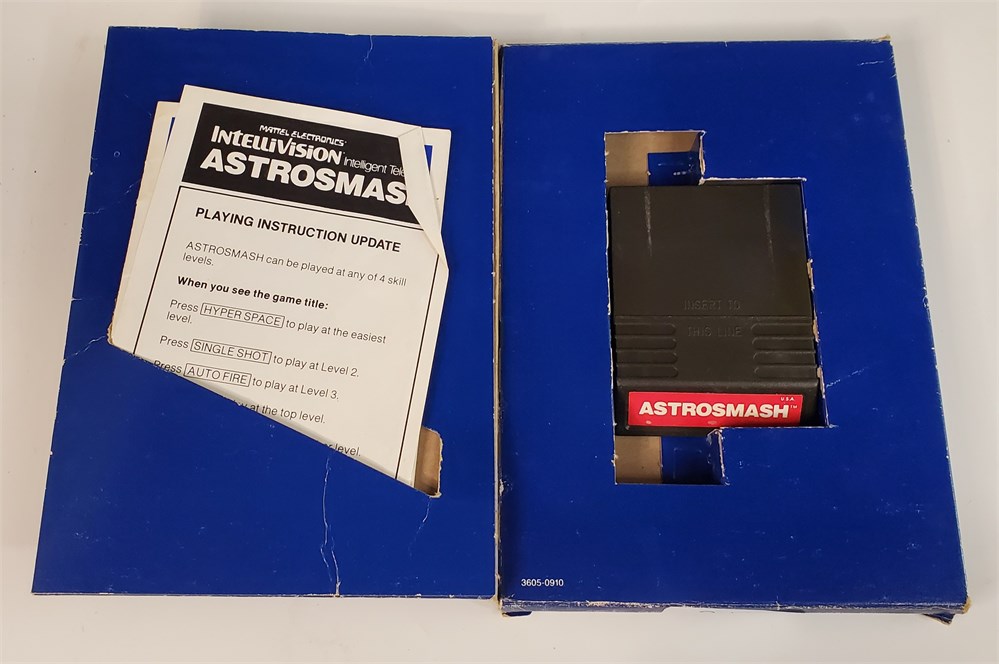 MATTEL ELECTRONICS®
INTELLIVISION Intelligent Tele
ASTROSMAS
PLAYING INSTRUCTION UPDATE
ASTROSMASH can be played at any of 4 skill
levels.
When you see the game title:
Press HYPER SPACE to play at the easiest
level.
Press SINGLE SHOT to play at Level 2.
Press AUTO FIRE to play at Level 3.
at the top level.
level.
INSERT TO
THIS LINE
U.S.A.
ASTROSMASH™
3605-0910